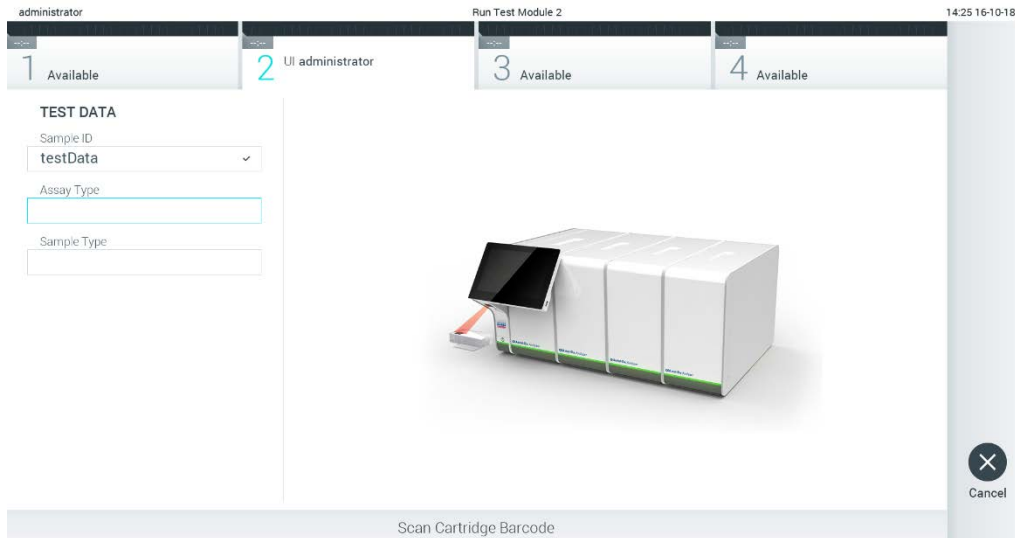 administrator
Run Test Module 2
14:25 16-10-18
--:--
--:--
--:--
--:--
1 Available
2 UI administrator
3 Available
4 Available
TEST DATA
Sample ID
testData
Assay Type
Sample Type
Cancel
Scan Cartridge Barcode